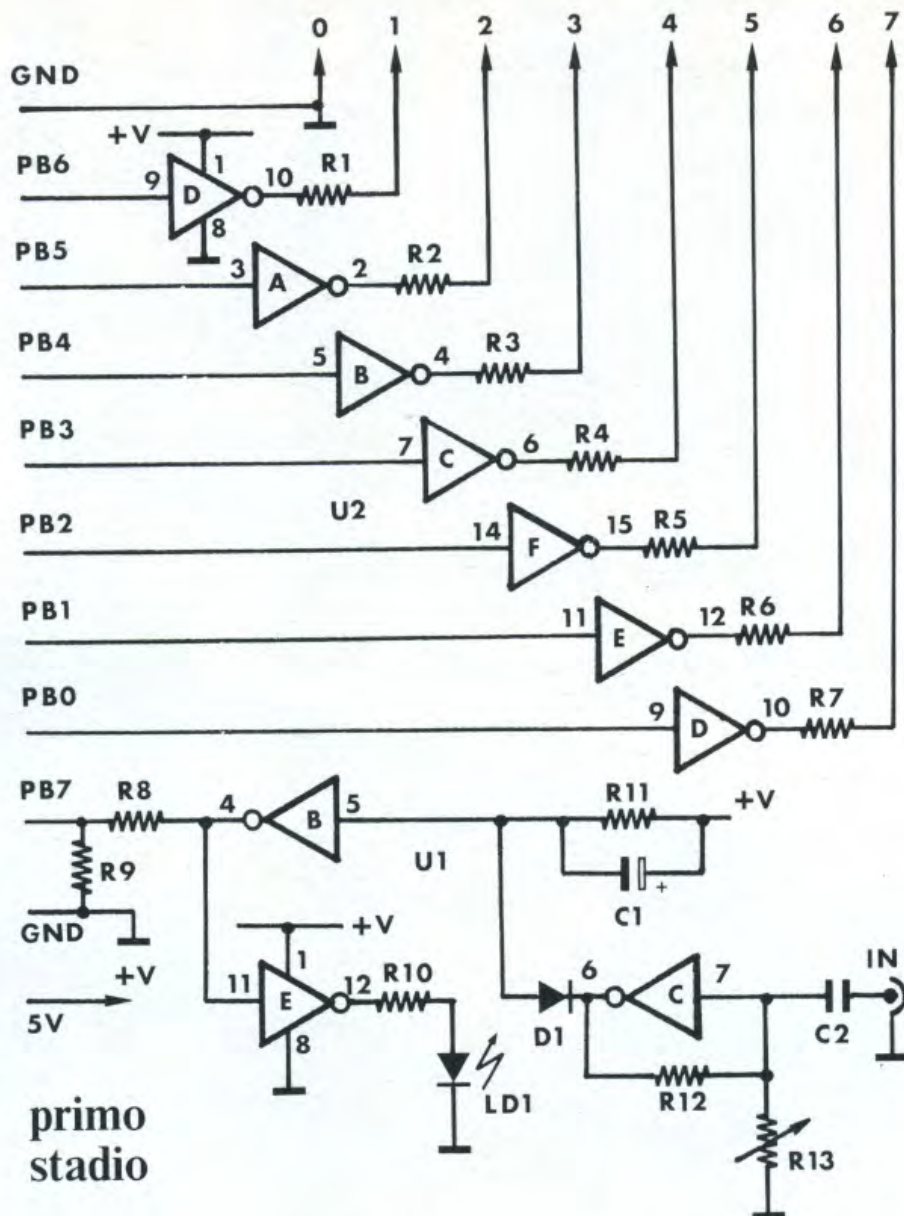 0 1 2 3 4 5 6 7
GND
+V
PB6 9 D 1 10 R1
8
PB5 3 A 2 R2
PB4 5 B 4 R3
PB3 7 C 6 R4
U2
PB2 14 F 15 R5
PB1 11 E 12 R6
PB0 9 D 10 R7
PB7 R8 4 B 5 R11 +V
R9 U1 C1 +
GND +V
+V 1 6 C 7 IN
5V 11 E 12 R10 D1 C2
8 LD1 R12
R13
primo
stadio